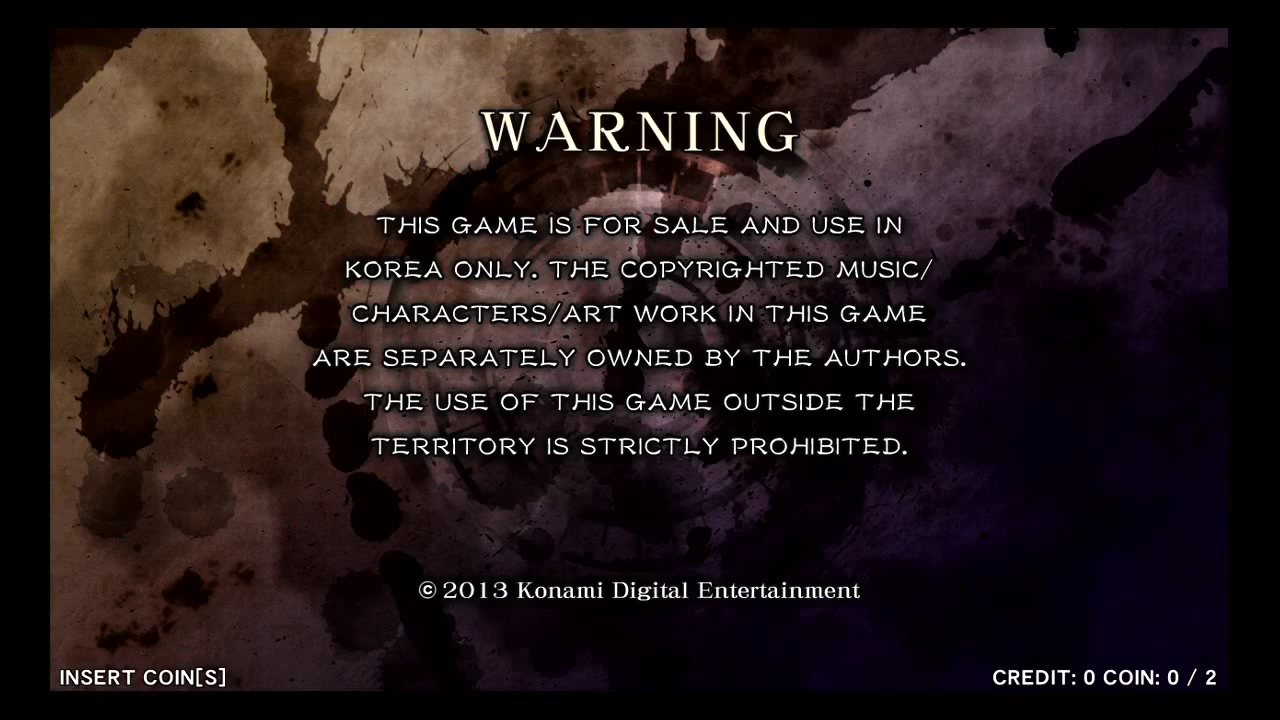 WARNING
THIS GAME IS FOR SALE AND USE IN
KOREA ONLY. THE COPYRIGHTED MUSIC/
CHARACTERS/ART WORK IN THIS GAME
ARE SEPARATELY OWNED BY THE AUTHORS.
THE USE OF THIS GAME OUTSIDE THE
TERRITORY IS STRICTLY PROHIBITED.
© 2013 Konami Digital Entertainment
INSERT COIN[S]
CREDIT: 0 COIN: 0 / 2